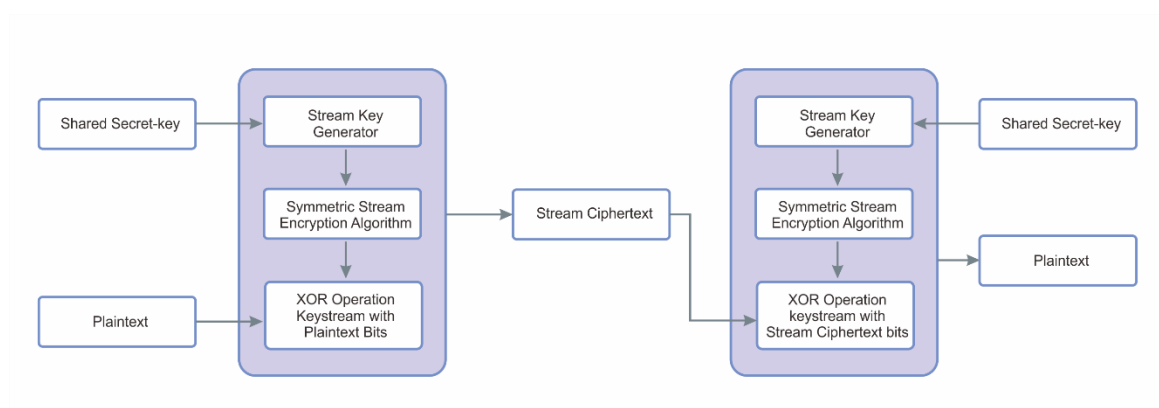 Shared Secret-key
Stream Key
Generator
Symmetric Stream
Encryption Algorithm
Plaintext
XOR Operation
Keystream with
Plaintext Bits
Stream Ciphertext
Stream Key
Generator
Shared Secret-key
Symmetric Stream
Encryption Algorithm
XOR Operation
keystream with
Stream Ciphertext bits
Plaintext